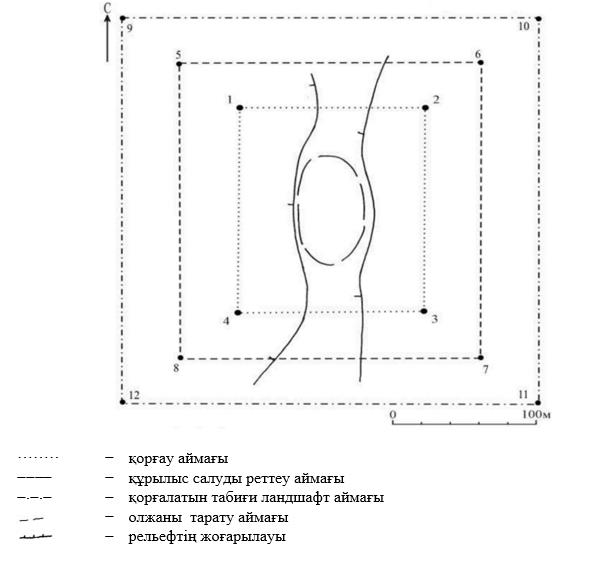 С
9
10
5
6
1
2
4
3
8
7
12
11
0
100м
– қорғау аймағы
– құрылыс салуды реттеу аймағы
– қорғалатын табиғи ландшафт аймағы
– олжаны тарату аймағы
– рельефтің жоғарылауы